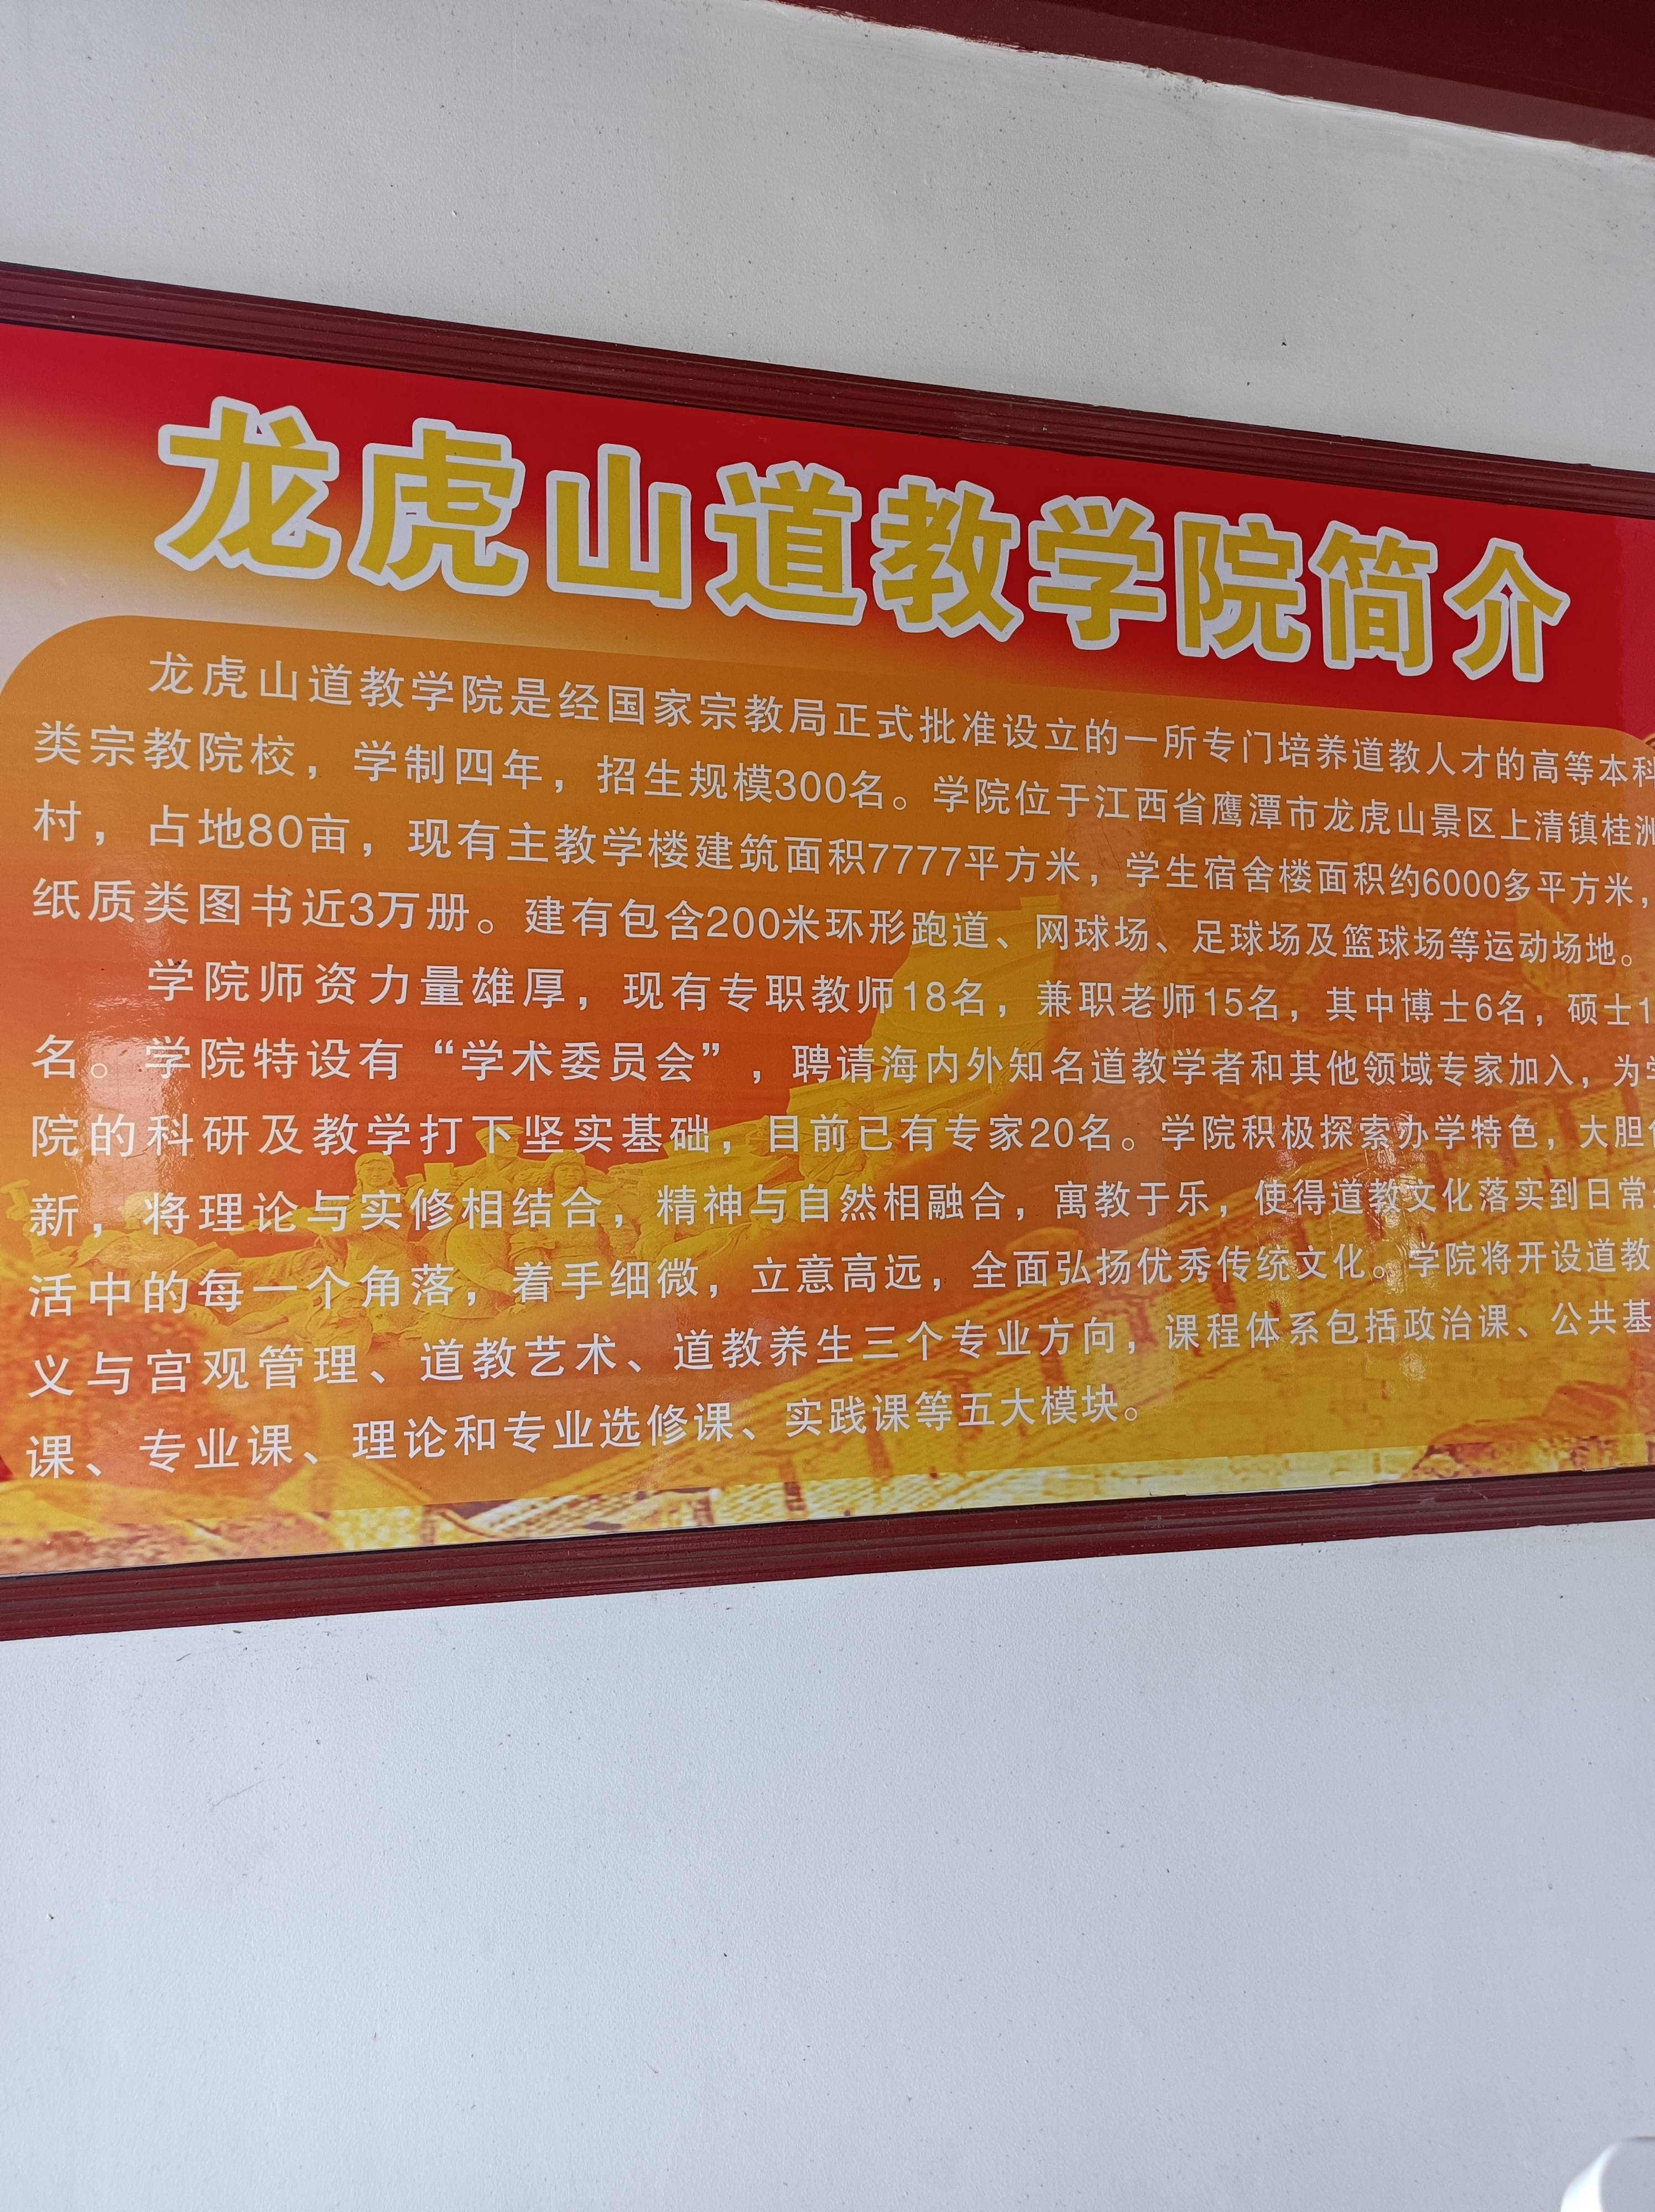 龙虎山道教学院简介
龙虎山道教学院是经国家宗教局正式批准设立的一所专门培养道教人才的高等本科
类宗教院校，学制四年，招生规模300名。学院位于江西省鹰潭市龙虎山景区上清镇桂洲
村，占地80亩，现有主教学楼建筑面积7777平方米，学生宿舍楼面积约6000多平方米，
纸质类图书近3万册。建有包含200米环形跑道、网球场、足球场及篮球场等运动场地。
学院师资力量雄厚，现有专职教师18名，兼职老师15名，其中博士6名，硕士1
名。学院特设有“学术委员会”，聘请海内外知名道教学者和其他领域专家加入，为学
院的科研及教学打下坚实基础，目前已有专家20名。学院积极探索办学特色，大胆
新，将理论与实修相结合，精神与自然相融合，寓教于乐，使得道教文化落实到日常
活中的每一个角落，着手细微，立意高远，全面弘扬优秀传统文化。学院将开设道教
义与宫观管理、道教艺术、道教养生三个专业方向，课程体系包括政治课、公共基
课、专业课、理论和专业选修课、实践课等五大模块。